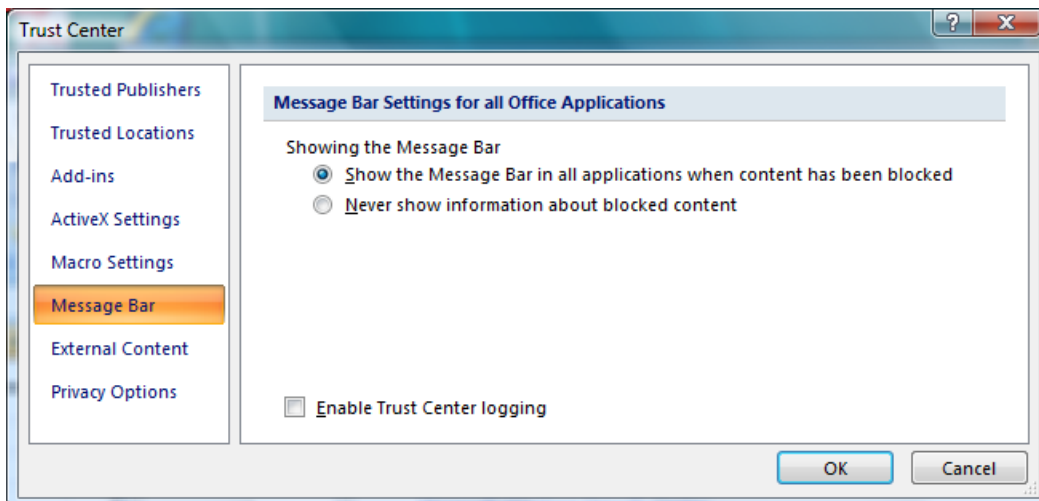 Trust Center
Trusted Publishers
Trusted Locations
Add-ins
ActiveX Settings
Macro Settings
Message Bar
External Content
Privacy Options
Message Bar Settings for all Office Applications
Showing the Message Bar
Show the Message Bar in all applications when content has been blocked
Never show information about blocked content
Enable Trust Center logging
OK
Cancel